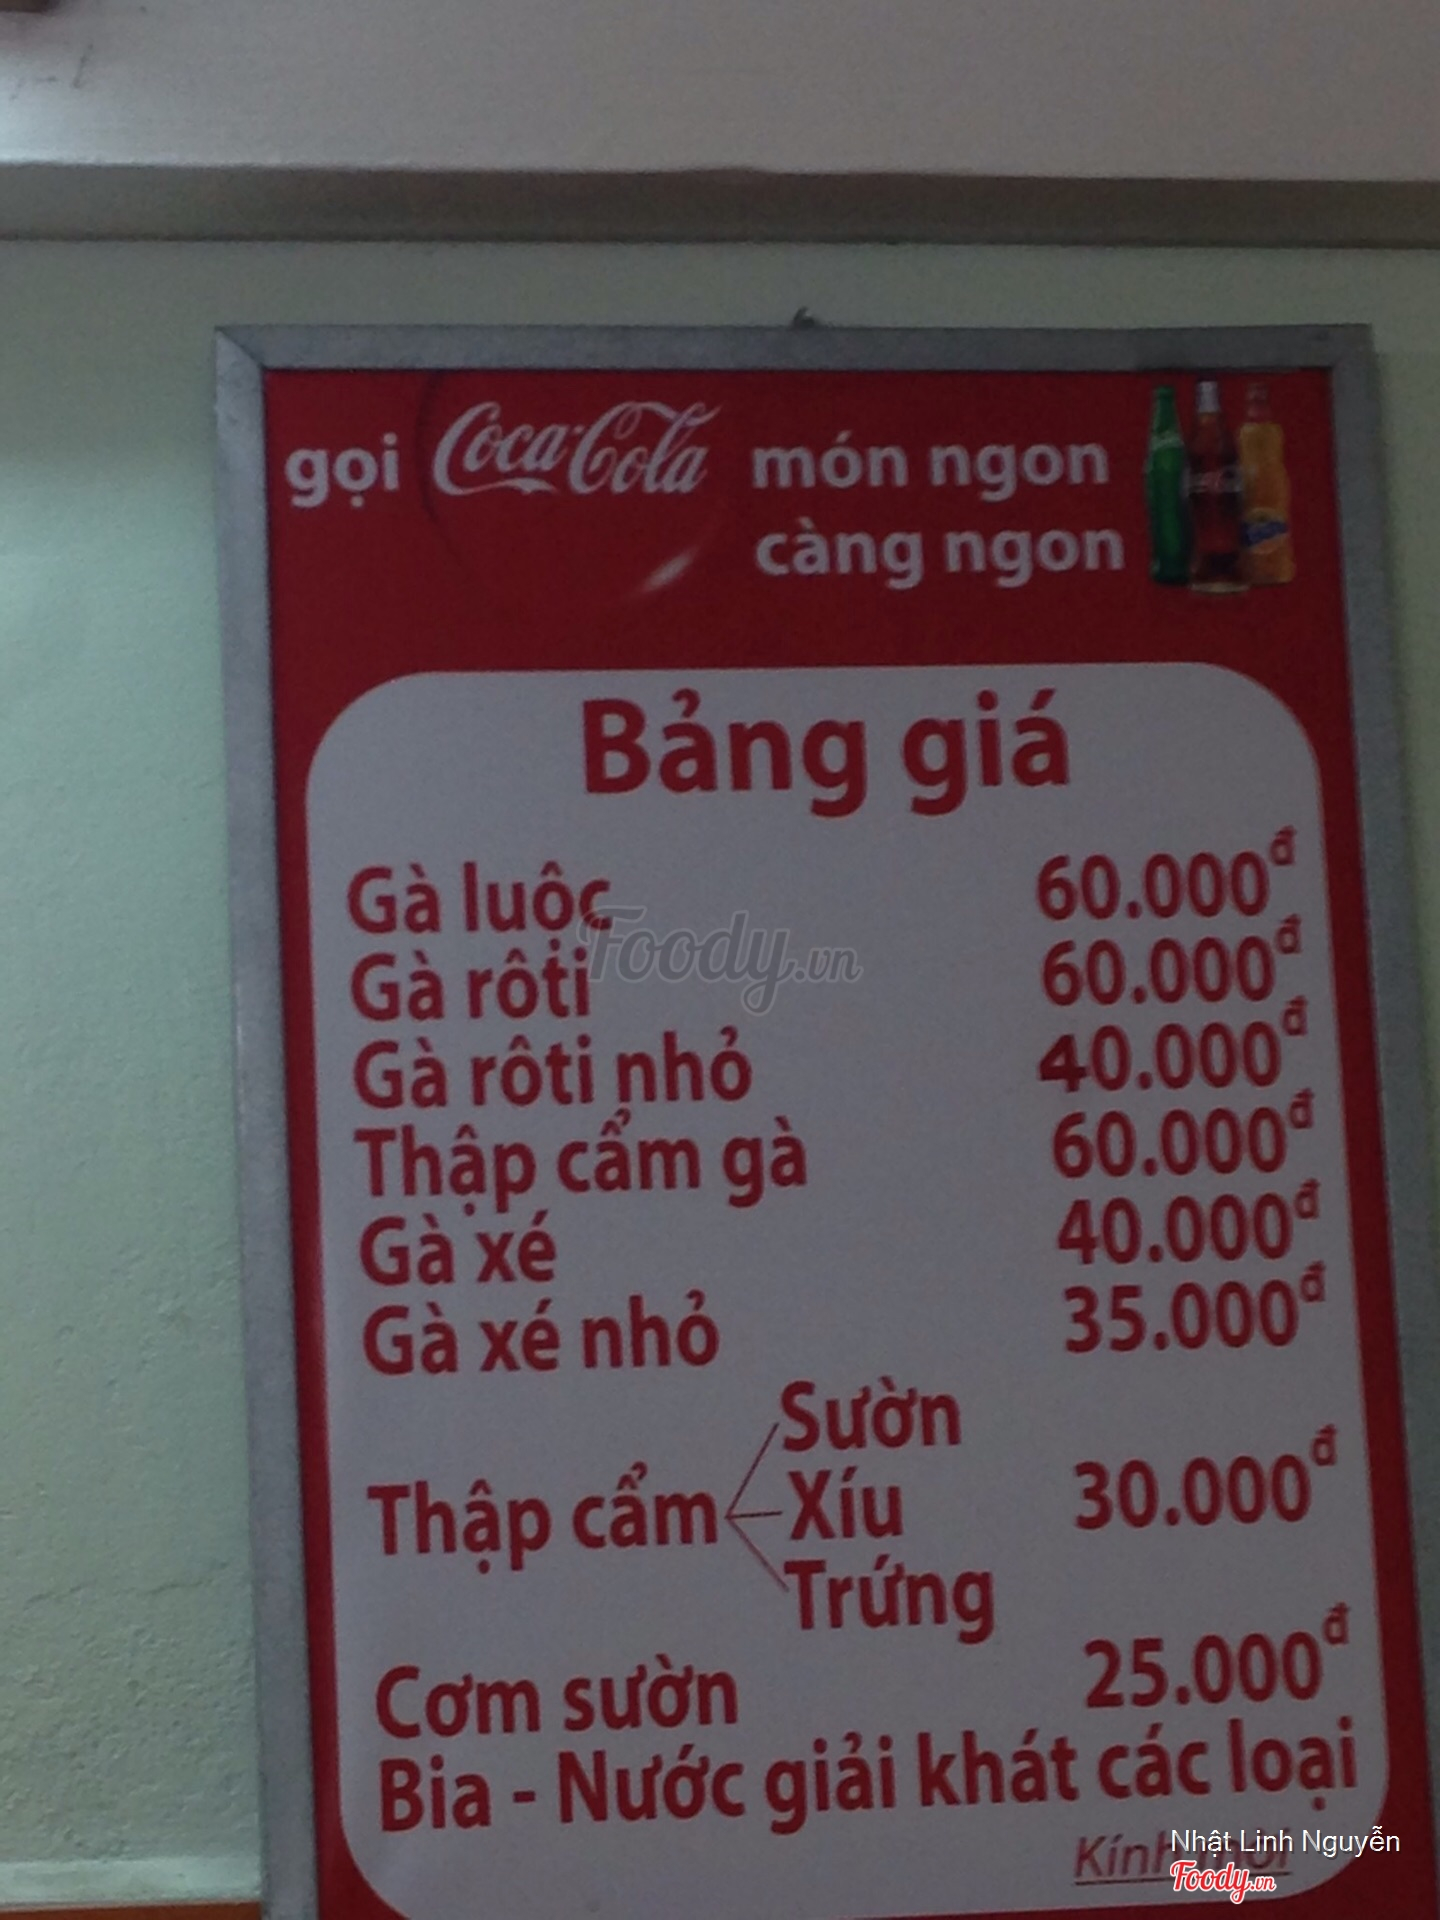 gọi Coca-Cola món ngon
càng ngon
Bảng giá
Gà luộc 60.000đ
Gà rôti 60.000đ
Gà rôti nhỏ 40.000đ
Thập cẩm gà 60.000đ
Gà xé 40.000đ
Gà xé nhỏ 35.000đ
Sườn
Thập cẩm Xíu 30.000đ
Trứng
Cơm sườn 25.000đ
Bia - Nước giải khát các loại
Nhật Linh Nguyễn
Foody.vn
Foody.vn